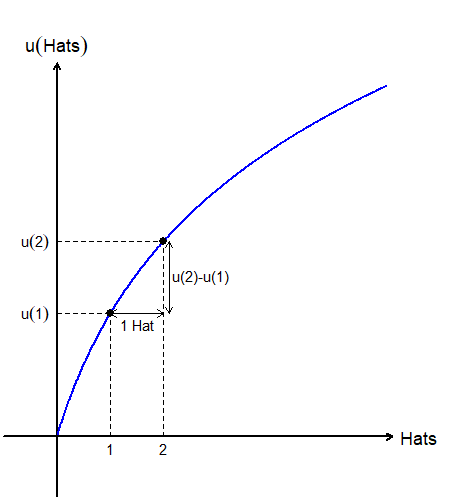 u(Hats)
u(2)
u(2)-u(1)
u(1)
1 Hat
Hats
1
2